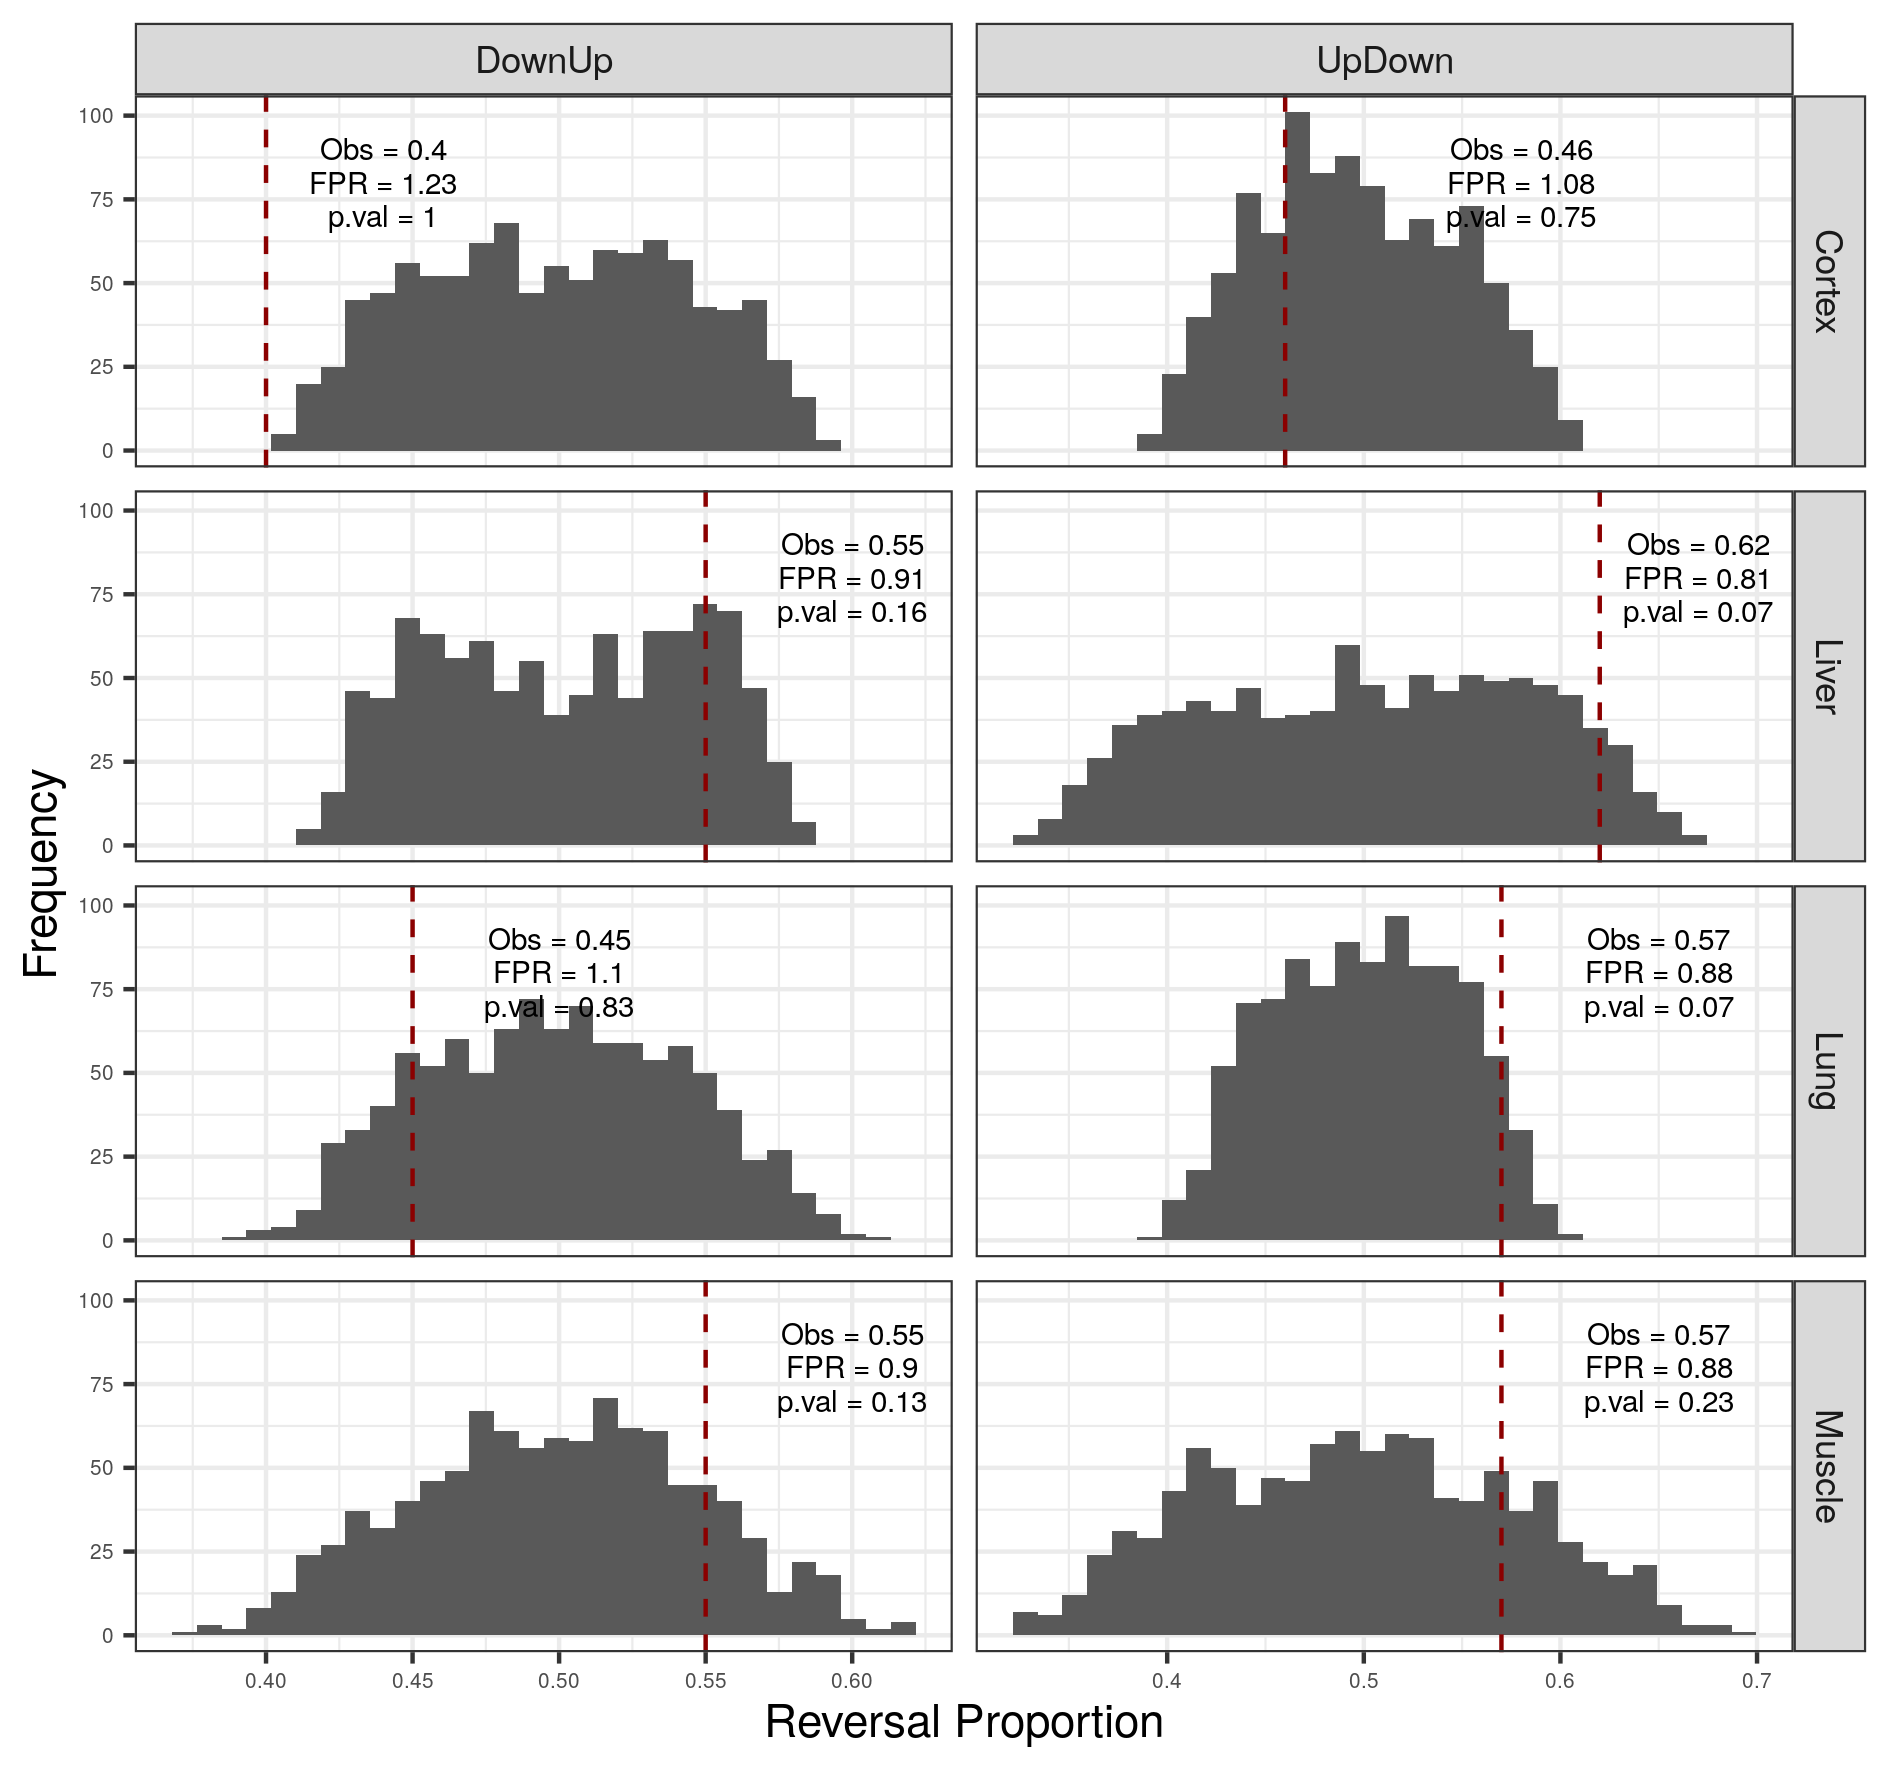 DownUp
UpDown
100
75
50
25
0
Obs = 0.4
FPR = 1.23
p.val = 1
Obs = 0.46
FPR = 1.08
p.val = 0.75
Cortex
100
75
50
25
0
Obs = 0.55
FPR = 0.91
p.val = 0.16
Obs = 0.62
FPR = 0.81
p.val = 0.07
Liver
Frequency
100
75
50
25
0
Obs = 0.45
FPR = 1.1
p.val = 0.83
Obs = 0.57
FPR = 0.88
p.val = 0.07
Lung
100
75
50
25
0
Obs = 0.55
FPR = 0.9
p.val = 0.13
Obs = 0.57
FPR = 0.88
p.val = 0.23
Muscle
0.40 0.45 0.50 0.55 0.60
0.4 0.5 0.6 0.7
Reversal Proportion